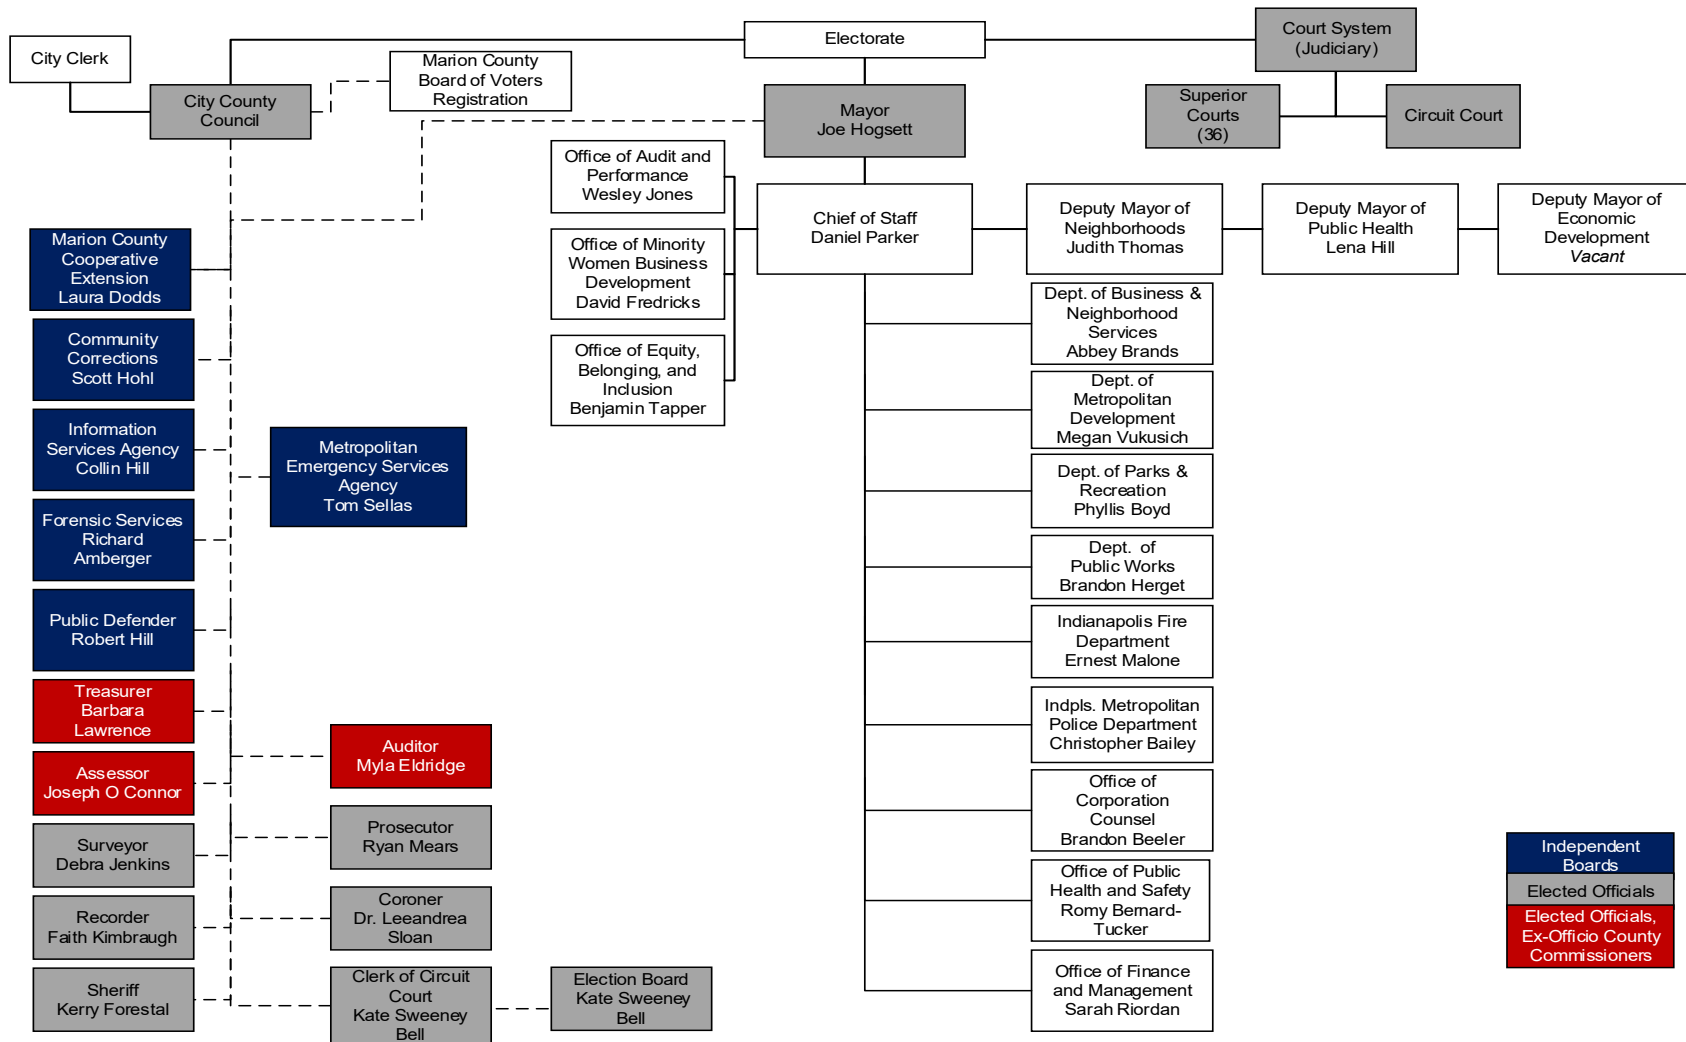 Electorate
Court System
(Judiciary)
City Clerk
Marion County
Board of Voters
Registration
City County
Council
Mayor
Joe Hogsett
Superior
Courts
(36)
Circuit Court
Office of Audit and
Performance
Wesley Jones
Chief of Staff
Daniel Parker
Deputy Mayor of
Neighborhoods
Judith Thomas
Deputy Mayor of
Public Health
Lena Hill
Deputy Mayor of
Economic
Development
Vacant
Office of Minority
Women Business
Development
David Fredricks
Office of Equity,
Belonging, and
Inclusion
Benjamin Tapper
Marion County
Cooperative
Extension
Laura Dodds
Community
Corrections
Scott Hohl
Information
Services Agency
Collin Hill
Metropolitan
Emergency Services
Agency
Tom Sellas
Forensic Services
Richard
Amberger
Public Defender
Robert Hill
Treasurer
Barbara
Lawrence
Auditor
Myla Eldridge
Assessor
Joseph O Connor
Prosecutor
Ryan Mears
Surveyor
Debra Jenkins
Coroner
Dr. Leeandrea
Sloan
Recorder
Faith Kimbraugh
Sheriff
Kerry Forestal
Clerk of Circuit
Court
Kate Sweeney
Bell
Election Board
Kate Sweeney
Bell
Dept. of Business &
Neighborhood
Services
Abbey Brands
Dept. of
Metropolitan
Development
Megan Vukusich
Dept. of Parks &
Recreation
Phyllis Boyd
Dept. of
Public Works
Brandon Herget
Indianapolis Fire
Department
Ernest Malone
Indpls. Metropolitan
Police Department
Christopher Bailey
Office of
Corporation
Counsel
Brandon Beeler
Office of Public
Health and Safety
Romy Bernard-
Tucker
Office of Finance
and Management
Sarah Riordan
Independent
Boards
Elected Officials
Elected Officials,
Ex-Officio County
Commissioners